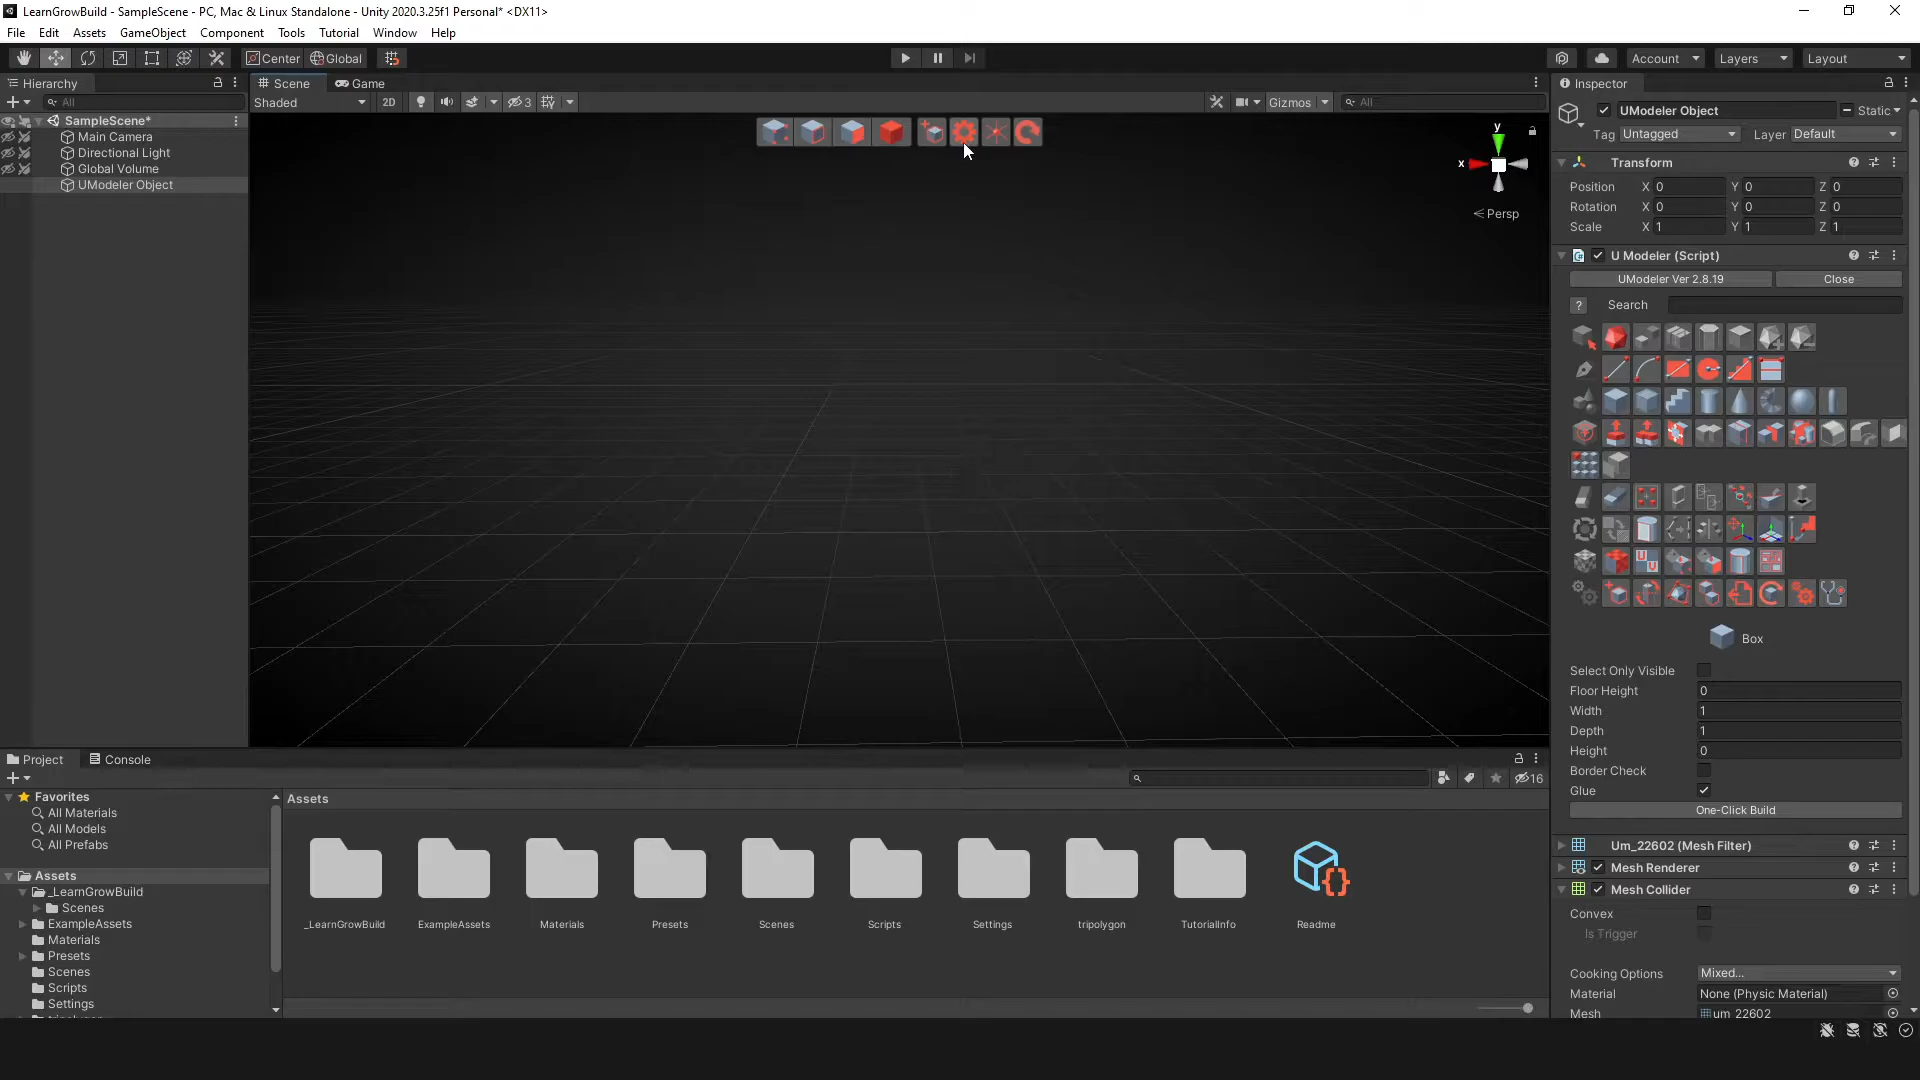 LearnGrowBuild - SampleScene - PC, Mac & Linux Standalone - Unity 2020.3.25f1 Personal* <DX11>
File Edit Assets GameObject Component Tools Tutorial Window Help
Center Global Account Layers Layout
Hierarchy
All
SampleScene*
Main Camera
Directional Light
Global Volume
UModeler Object
Scene Game
Shaded 2D 3 Gizmos All
y
x
Persp
Inspector
UModeler Object Static
Tag Untagged Layer Default
Transform
Position X 0 Y 0 Z 0
Rotation X 0 Y 0 Z 0
Scale X 1 Y 1 Z 1
U Modeler (Script)
UModeler Ver 2.8.19 Close
? Search
Box
Select Only Visible
Floor Height 0
Width 1
Depth 1
Height 0
Border Check
Glue
One-Click Build
Um_22602 (Mesh Filter)
Mesh Renderer
Mesh Collider
Convex
Is Trigger
Cooking Options Mixed...
Material None (Physic Material)
Mesh um_22602
Project Console
16
Favorites
All Materials
All Models
All Prefabs
Assets
_LearnGrowBuild
Scenes
ExampleAssets
Materials
Presets
Scenes
Scripts
Settings
Assets
_LearnGrowBuild ExampleAssets Materials Presets Scenes Scripts Settings tripolygon TutorialInfo Readme